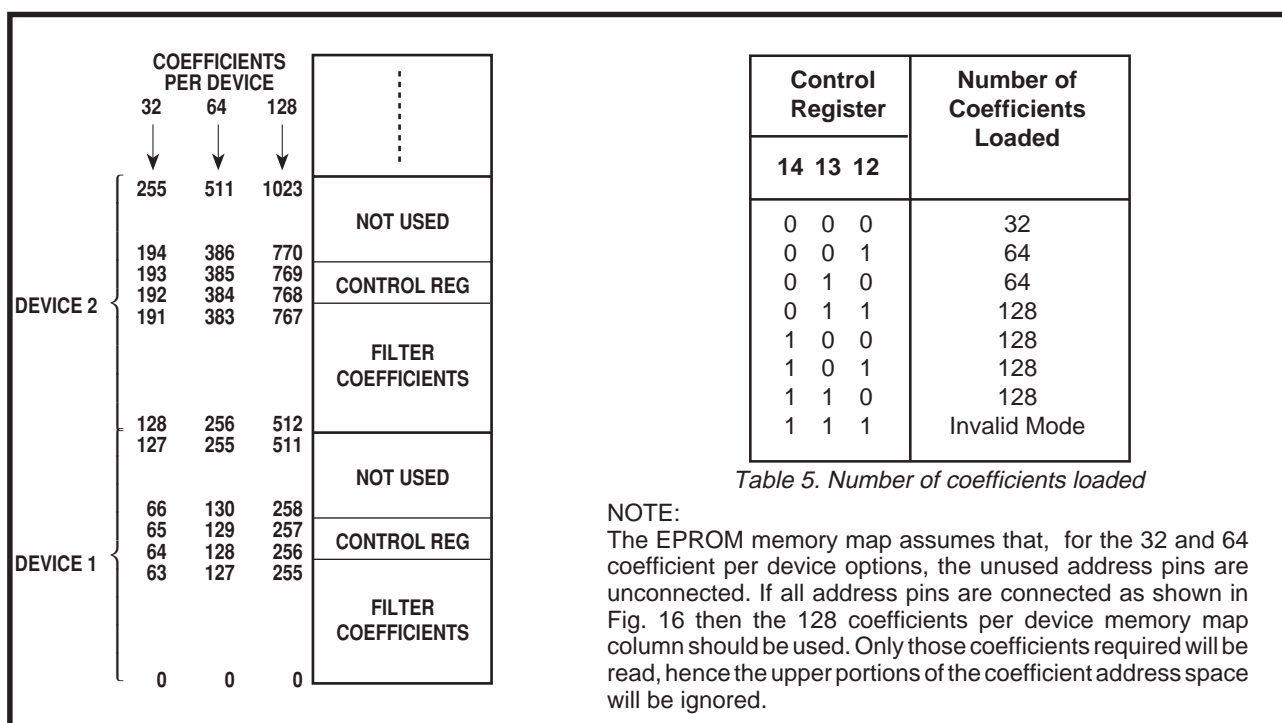 COEFFICIENTS
PER DEVICE
32 64 128
255 511 1023
NOT USED
194 386 770
193 385 769
CONTROL REG
192 384 768
DEVICE 2
191 383 767
FILTER
COEFFICIENTS
128 256 512
127 255 511
NOT USED
66 130 258
65 129 257
CONTROL REG
64 128 256
DEVICE 1
63 127 255
FILTER
COEFFICIENTS
0 0 0
Control
Register
Number of
Coefficients
Loaded
14 13 12
0 0 0 32
0 0 1 64
0 1 0 64
0 1 1 128
1 0 0 128
1 0 1 128
1 1 0 128
1 1 1 Invalid Mode
Table 5. Number of coefficients loaded
NOTE:
The EPROM memory map assumes that, for the 32 and 64
coefficient per device options, the unused address pins are
unconnected. If all address pins are connected as shown in
Fig. 16 then the 128 coefficients per device memory map
column should be used. Only those coefficients required will be
read, hence the upper portions of the coefficient address space
will be ignored.